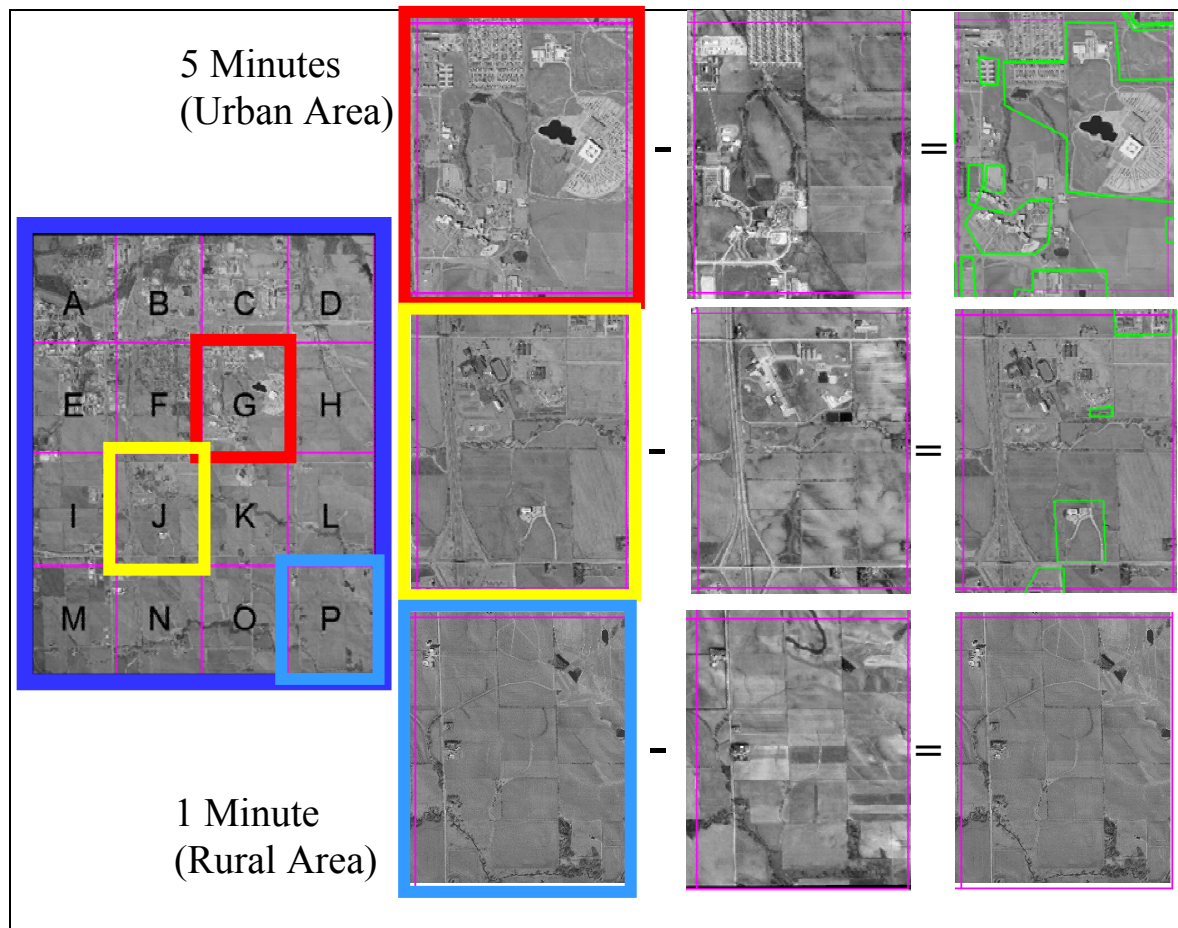 5 Minutes
(Urban Area)
- =
A B C D
E F G H
- =
I J K L
M N O P
- =
1 Minute
(Rural Area)